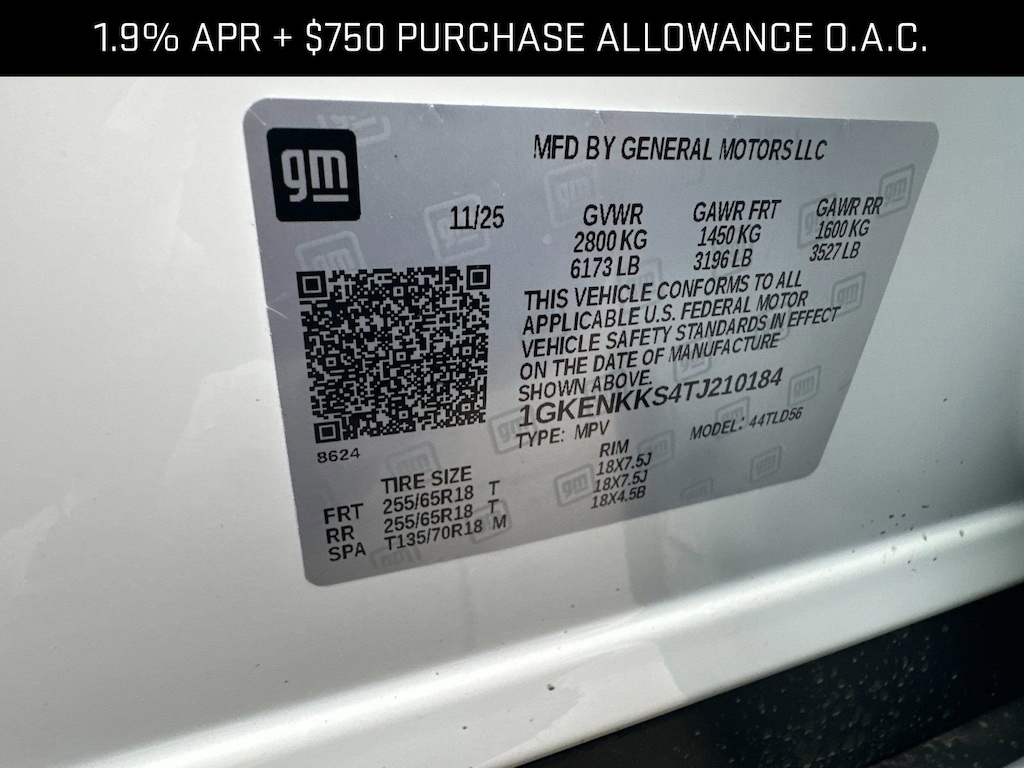 1.9% APR + $750 PURCHASE ALLOWANCE O.A.C.
gm
MFD BY GENERAL MOTORS LLC
11/25
GVWR
2800 KG
6173 LB
GAWR FRT
1450 KG
3196 LB
GAWR RR
1600 KG
3527 LB
THIS VEHICLE CONFORMS TO ALL
APPLICABLE U.S. FEDERAL MOTOR
VEHICLE SAFETY STANDARDS IN EFFECT
ON THE DATE OF MANUFACTURE
SHOWN ABOVE.
1GKENKKS4TJ210184
TYPE: MPV
MODEL: 44TLD56
8624
TIRE SIZE
RIM
FRT 255/65R18 T 18X7.5J
RR 255/65R18 T 18X7.5J
SPA T135/70R18 M 18X4.5B